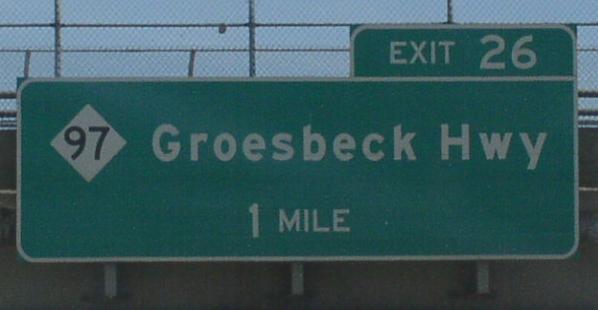 EXIT 26
97 Groesbeck Hwy
1 MILE